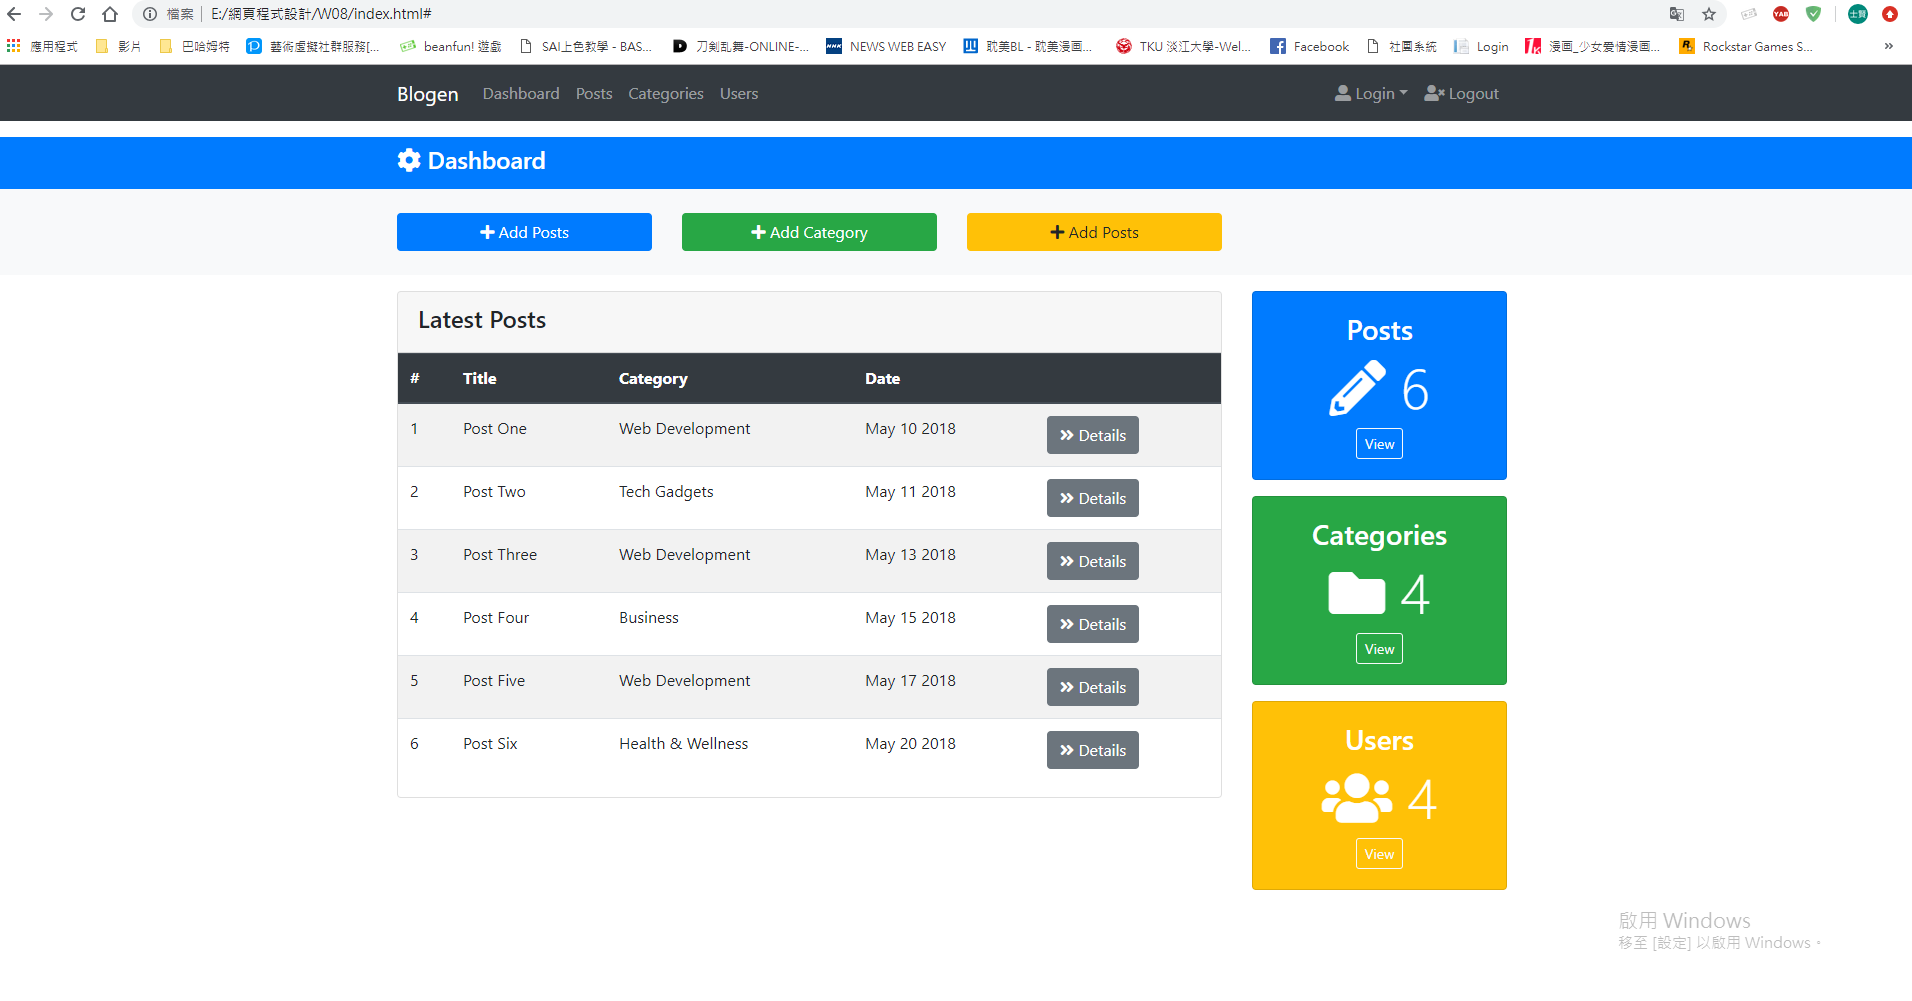 檔案 E:/網頁程式設計/W08/index.html#
應用程式 影片 巴哈姆特 藝術虛擬社群服務[... beanfun! 遊戲 SAI上色教學 - BAS... 刀剣乱舞-ONLINE-... NEWS WEB EASY 耽美BL - 耽美漫画... TKU 淡江大學-Wel... Facebook 社團系統 Login 漫画_少女爱情漫画... Rockstar Games S... »
Blogen Dashboard Posts Categories Users Login Logout
Dashboard
Add Posts Add Category Add Posts
Latest Posts
# Title Category Date
1 Post One Web Development May 10 2018 Details
2 Post Two Tech Gadgets May 11 2018 Details
3 Post Three Web Development May 13 2018 Details
4 Post Four Business May 15 2018 Details
5 Post Five Web Development May 17 2018 Details
6 Post Six Health & Wellness May 20 2018 Details
Posts
6
View
Categories
4
View
Users
4
View
啟用 Windows
移至 [設定] 以啟用 Windows。